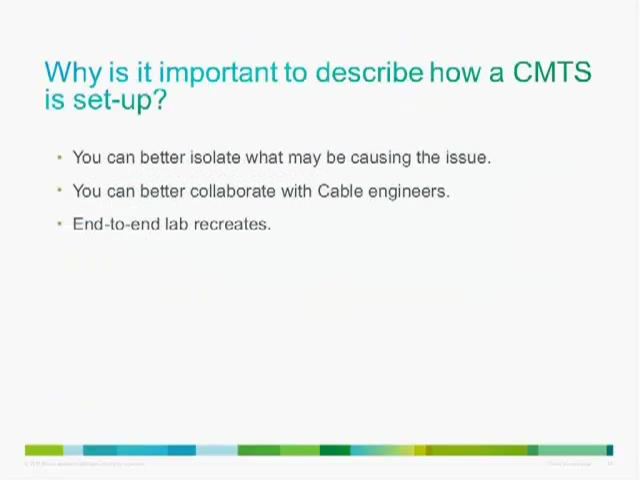 Why is it important to describe how a CMTS
is set-up?
• You can better isolate what may be causing the issue.
• You can better collaborate with Cable engineers.
• End-to-end lab recreates.